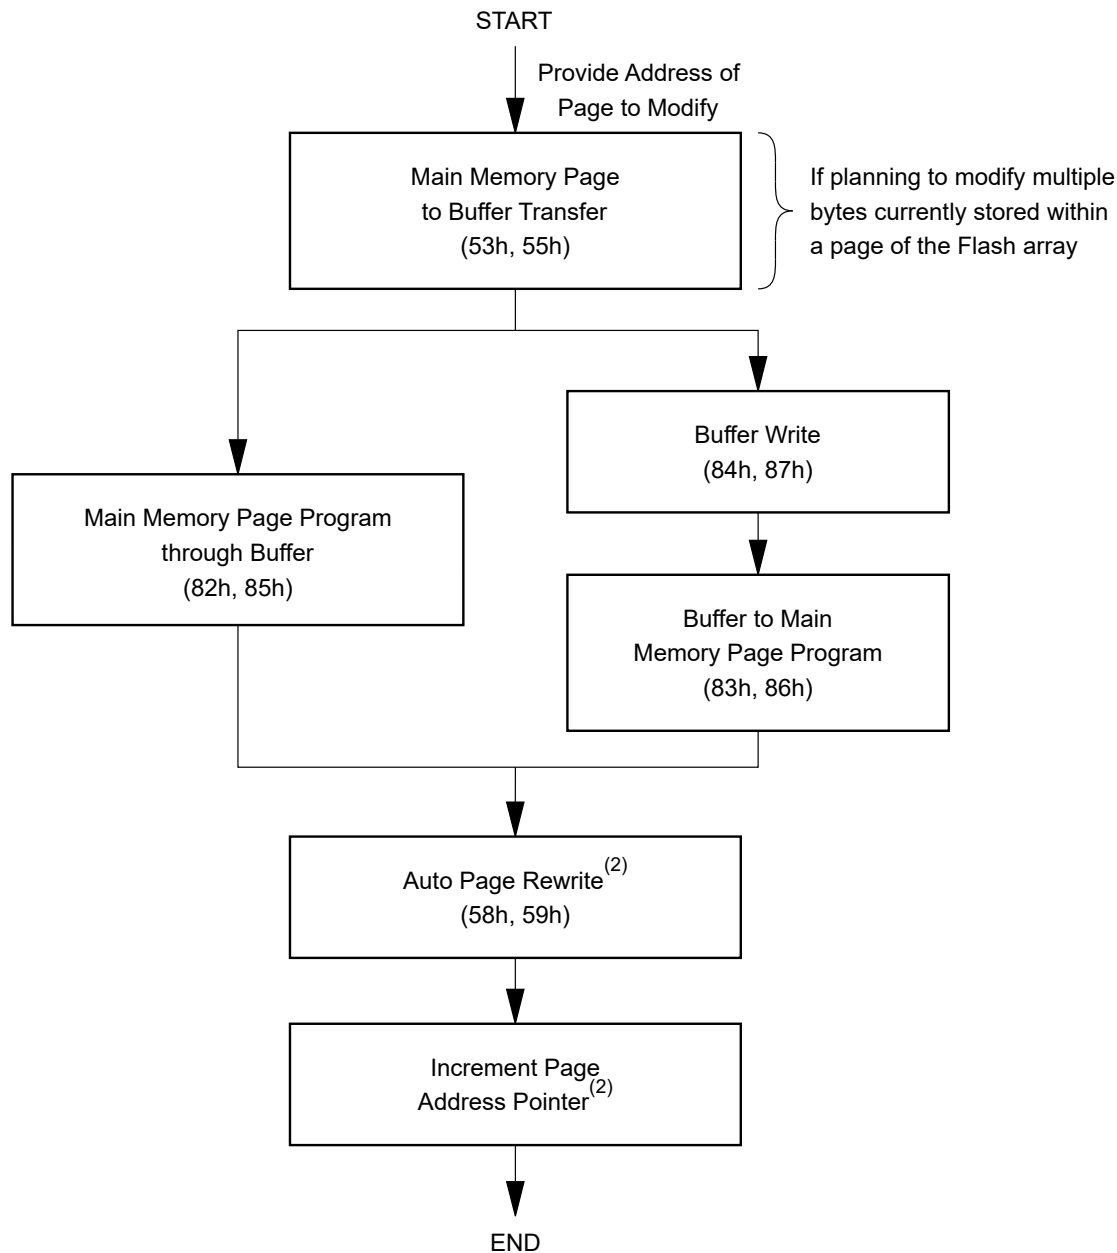 START
Provide Address of
Page to Modify
Main Memory Page
to Buffer Transfer
(53h, 55h)
If planning to modify multiple
bytes currently stored within
a page of the Flash array
Buffer Write
(84h, 87h)
Main Memory Page Program
through Buffer
(82h, 85h)
Buffer to Main
Memory Page Program
(83h, 86h)
Auto Page Rewrite(2)
(58h, 59h)
Increment Page
Address Pointer(2)
END